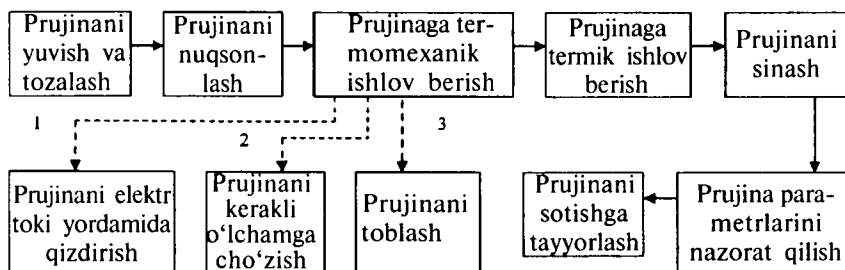 Prujinani
yuvish va
tozalash
Prujinani
nuqson-
lash
Prujinaga ter-
momexanik
ishlov berish
Prujinaga
termik ishlov
berish
Prujinani
sinash
1
2
3
Prujinani elektr
toki yordamida
qizdirish
Prujinani
kerakli
o‘lchamga
cho‘zish
Prujinani
toblash
Prujinani
sotishga
tayyorlash
Prujina para-
metrlarini
nazorat qilish